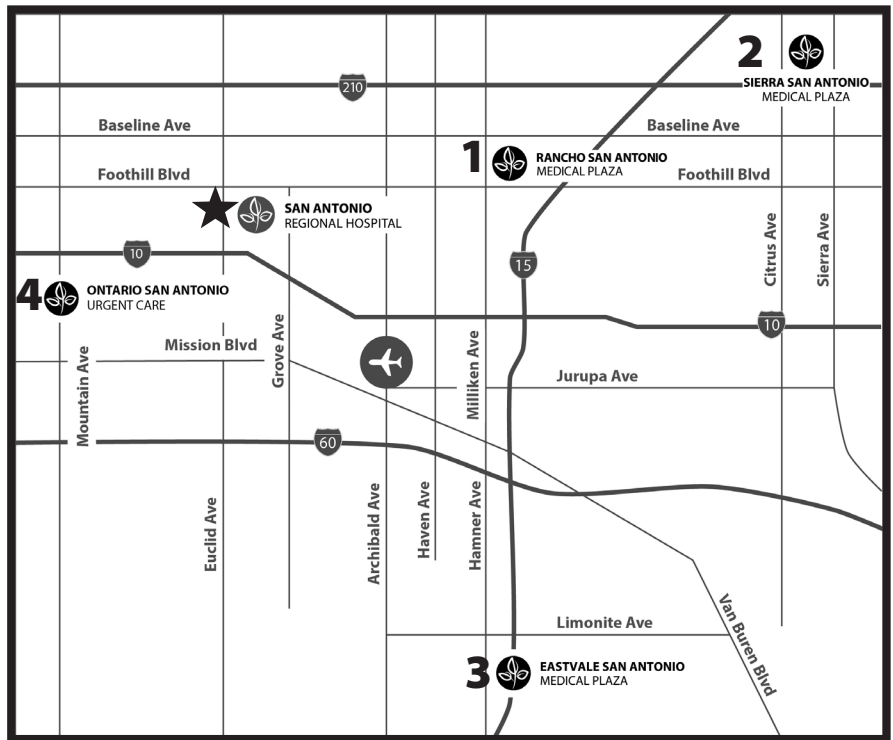 2
SIERRA SAN ANTONIO
MEDICAL PLAZA
210
Baseline Ave
Baseline Ave
1
RANCHO SAN ANTONIO
MEDICAL PLAZA
Foothill Blvd
Foothill Blvd
SAN ANTONIO
REGIONAL HOSPITAL
Citrus Ave
Sierra Ave
10
15
4
ONTARIO SAN ANTONIO
URGENT CARE
10
Mission Blvd
Grove Ave
Mountain Ave
Milliken Ave
Jurupa Ave
60
Euclid Ave
Archibald Ave
Haven Ave
Hamner Ave
Limonite Ave
Van Buren Blvd
3
EASTVALE SAN ANTONIO
MEDICAL PLAZA